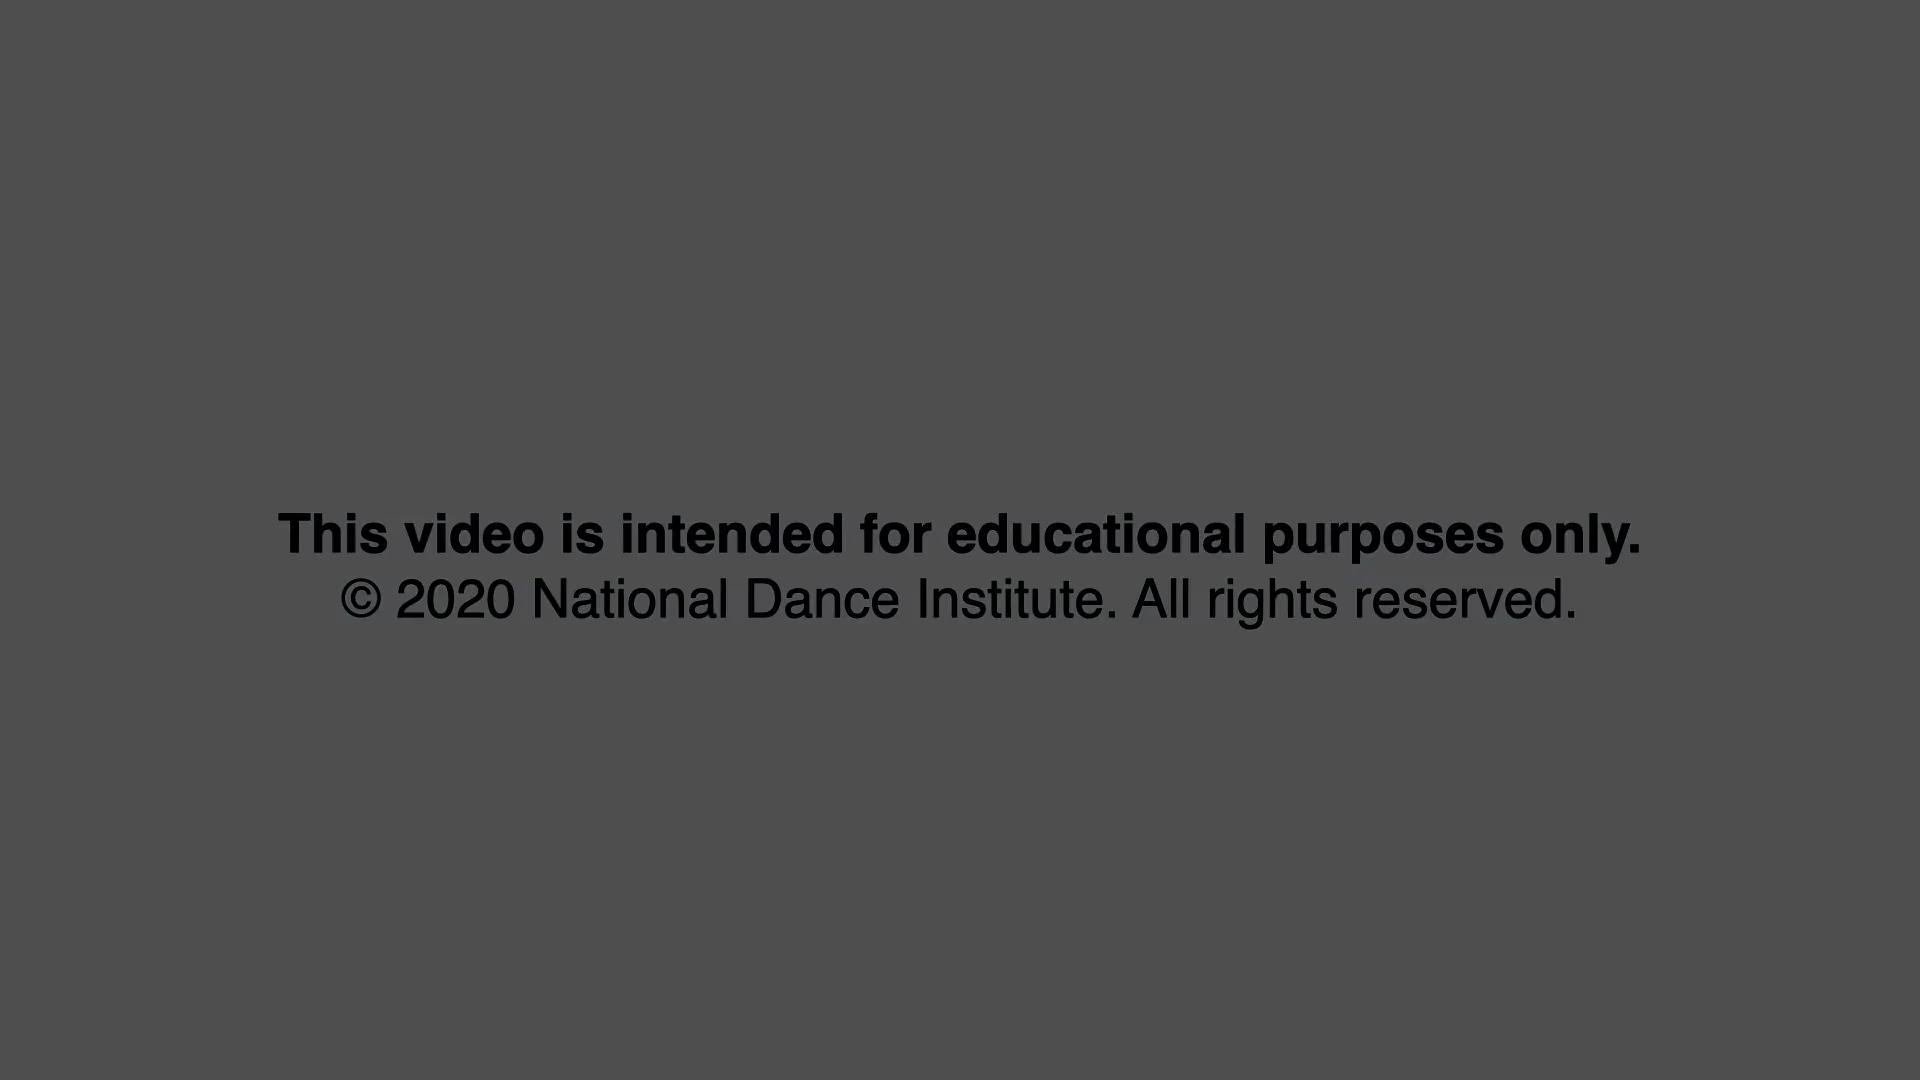 This video is intended for educational purposes only.
© 2020 National Dance Institute. All rights reserved.